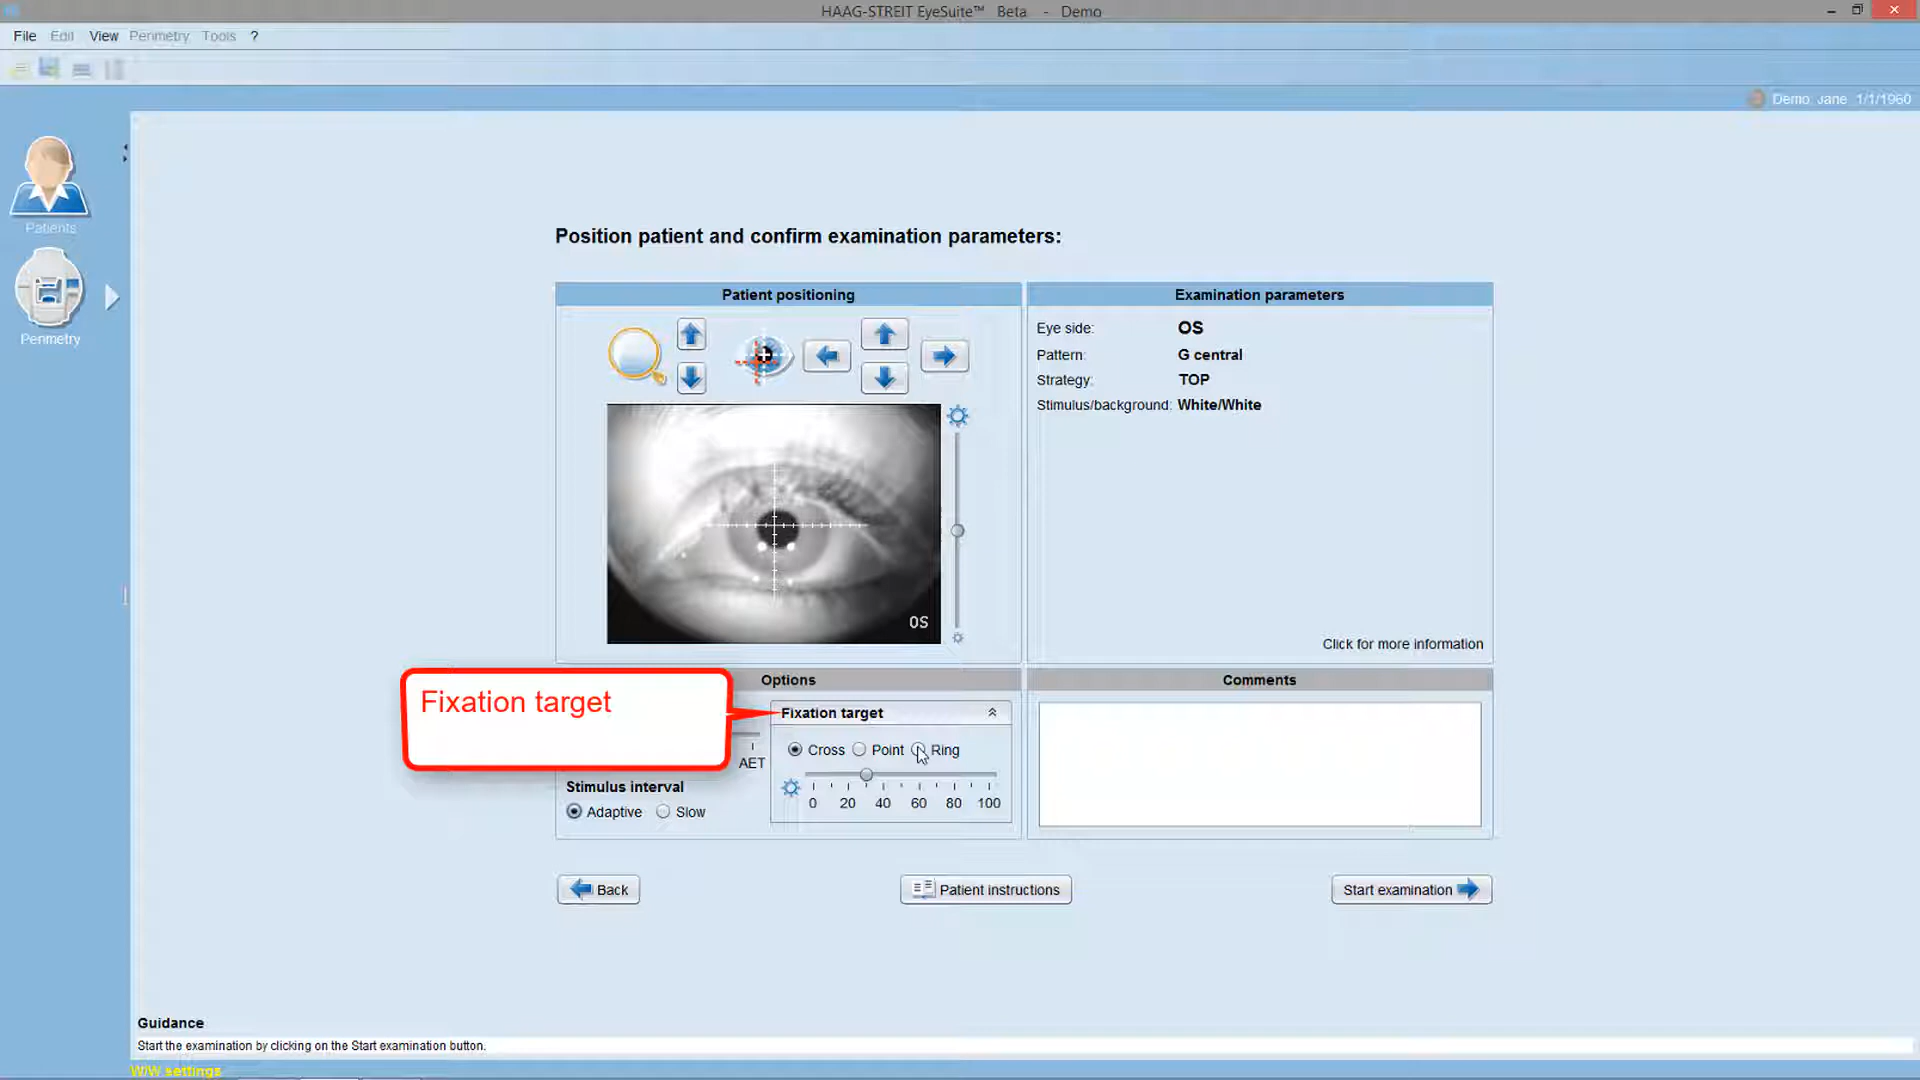 HAAG-STREIT EyeSuite™ Beta - Demo
File Edit View Perimetry Tools ?
Demo, Jane 1/1/1960
Patients
Perimetry
Position patient and confirm examination parameters:
Patient positioning
OS
Examination parameters
Eye side: OS
Pattern: G central
Strategy: TOP
Stimulus/background: White/White
Click for more information
Options
Fixation target
Fixation target
Cross Point Ring
AET
0 20 40 60 80 100
Stimulus interval
Adaptive Slow
Comments
Back
Patient instructions
Start examination
Guidance
Start the examination by clicking on the Start examination button.
W/W settings